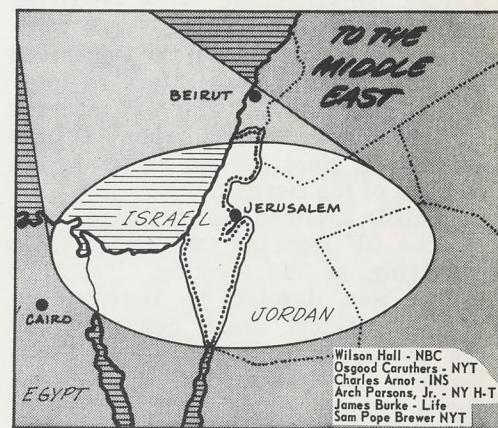 TO THE
MIDDLE
EAST
BEIRUT
ISRAEL
JERUSALEM
JORDAN
CAIRO
EGYPT
Wilson Hall - NBC
Osgood Caruthers - NYT
Charles Arnot - INS
Arch Parsons, Jr. - NY H-T
James Burke - Life
Sam Pope Brewer NYT